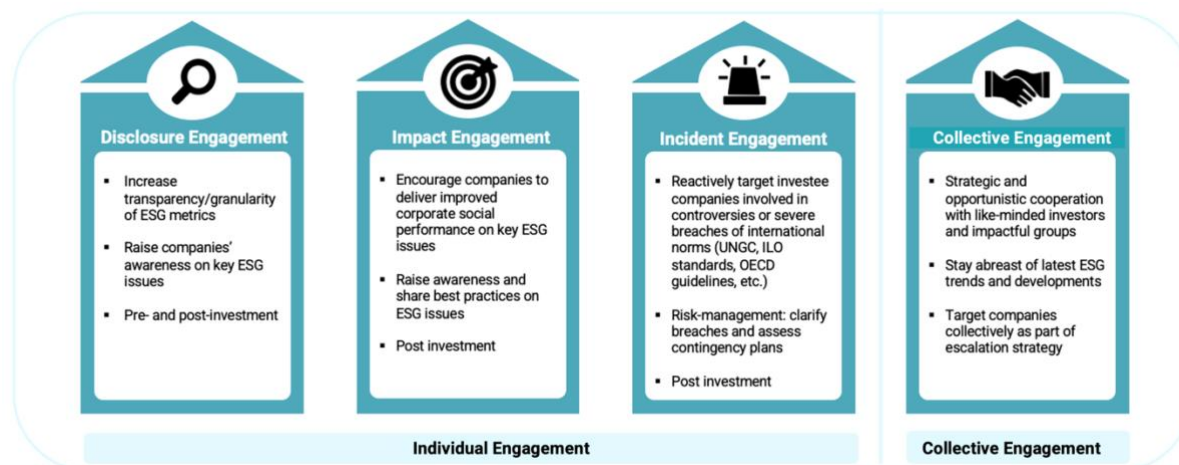 Disclosure Engagement
▪ Increase
transparency/granularity
of ESG metrics
▪ Raise companies'
awareness on key ESG
issues
▪ Pre- and post-investment
Impact Engagement
▪ Encourage companies to
deliver improved
corporate social
performance on key ESG
issues
▪ Raise awareness and
share best practices on
ESG issues
▪ Post investment
Incident Engagement
▪ Reactively target investee
companies involved in
controversies or severe
breaches of international
norms (UNGC, ILO
standards, OECD
guidelines, etc.)
▪ Risk-management: clarify
breaches and assess
contingency plans
▪ Post investment
Collective Engagement
▪ Strategic and
opportunistic cooperation
with like-minded investors
and impactful groups
▪ Stay abreast of latest ESG
trends and developments
▪ Target companies
collectively as part of
escalation strategy
Individual Engagement
Collective Engagement